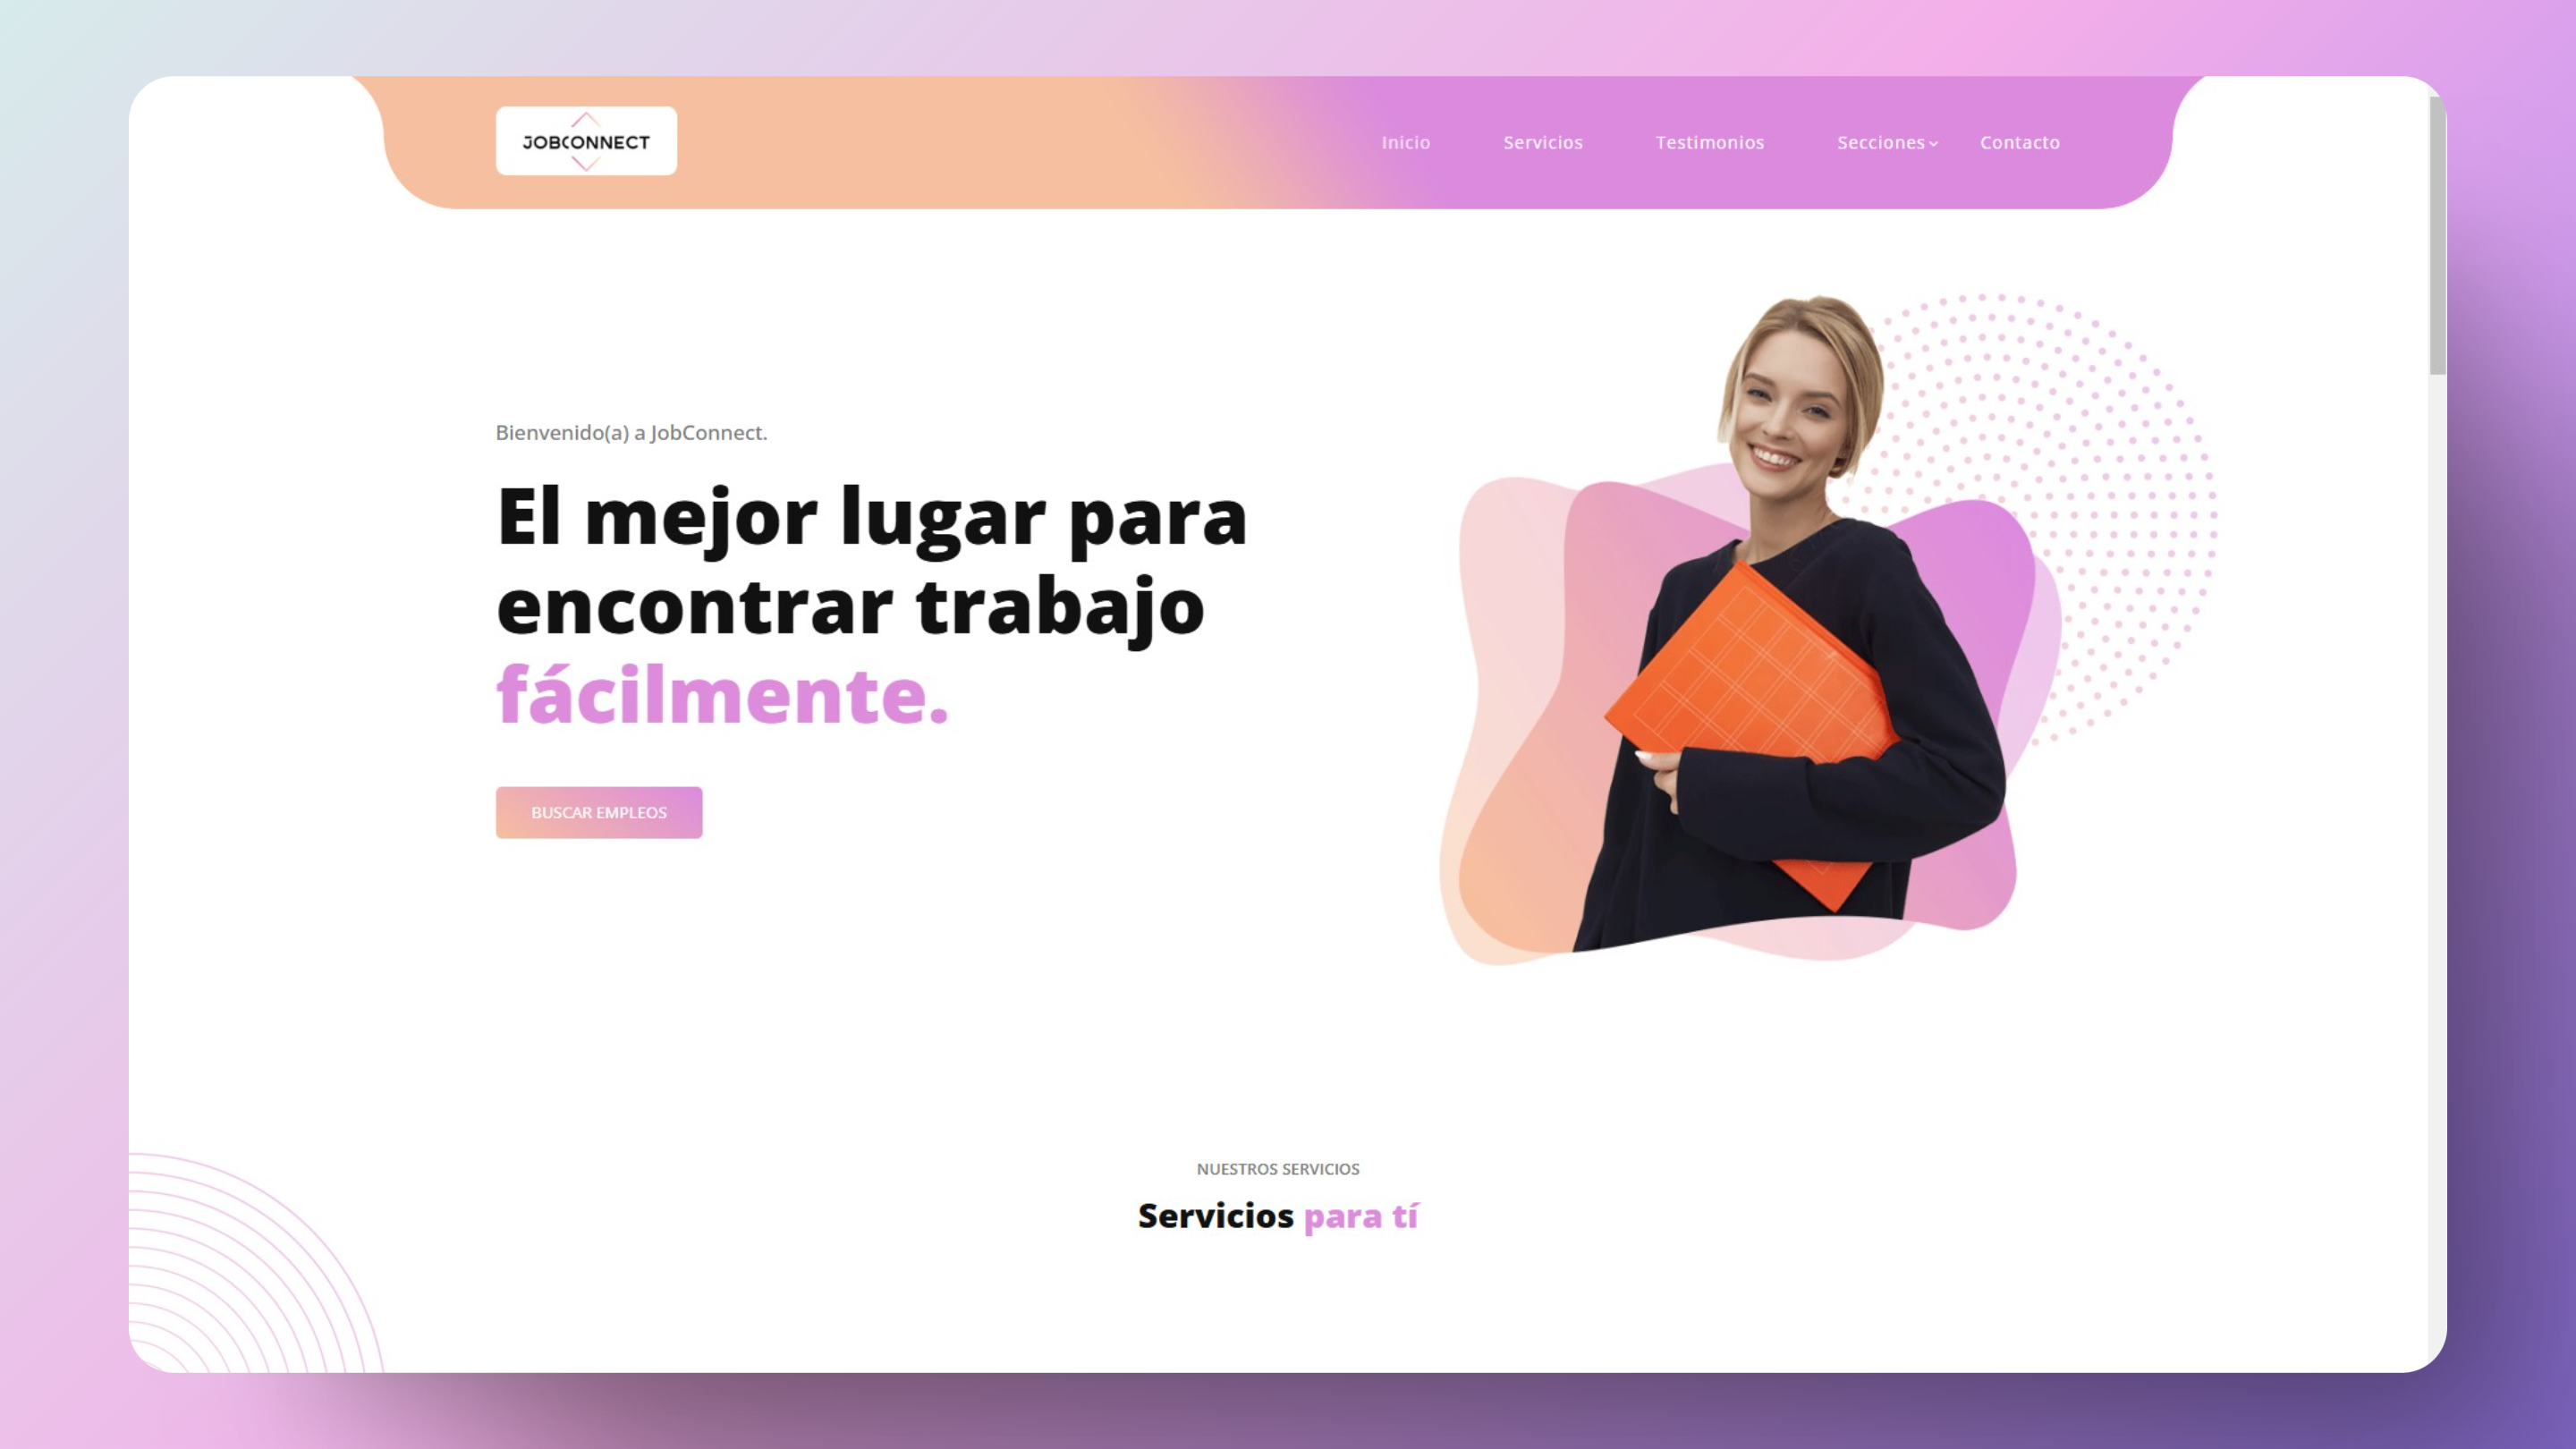 JOBCONNECT
Inicio Servicios Testimonios Secciones Contacto
Bienvenido(a) a JobConnect.
El mejor lugar para
encontrar trabajo
fácilmente.
BUSCAR EMPLEOS
NUESTROS SERVICIOS
Servicios para tí